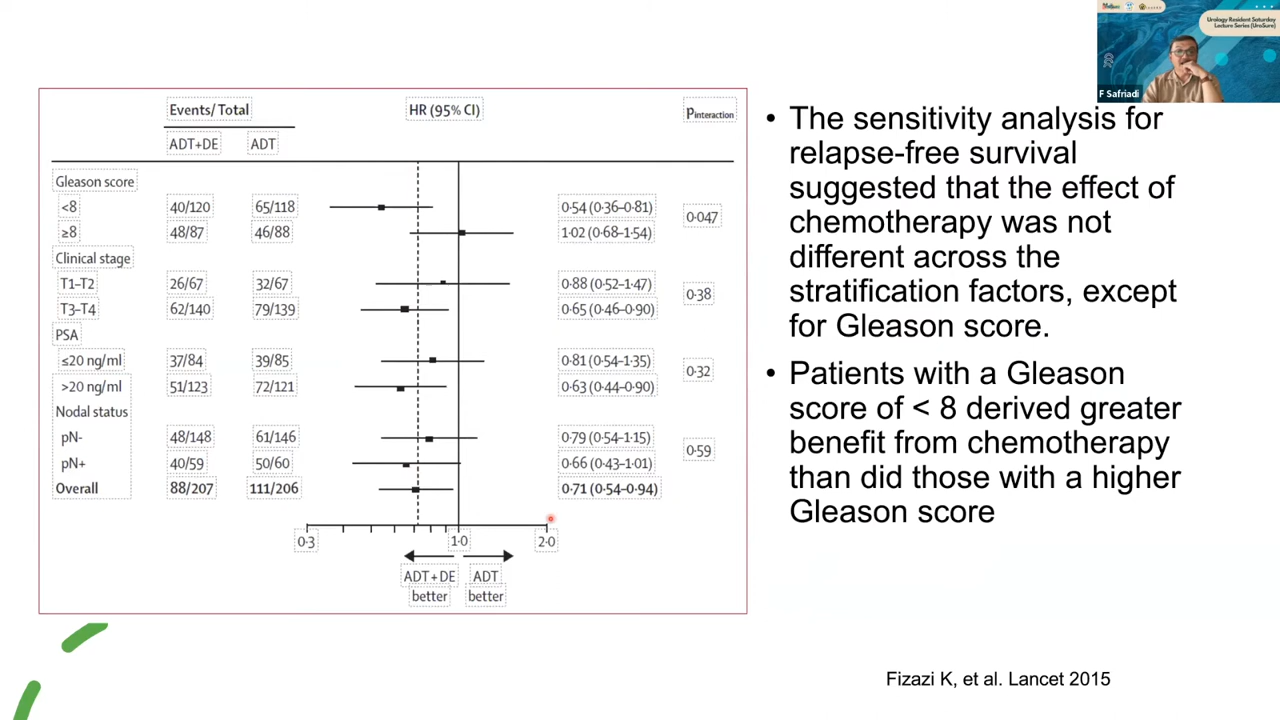 Urology Resident Saturday
Lecture Series (UroSure)
F Safriadi
Events/Total HR (95% CI) Pinteraction
ADT+DE ADT
Gleason score
<8 40/120 65/118 0·54 (0·36–0·81) 0·047
≥8 48/87 46/88 1·02 (0·68–1·54)
Clinical stage
T1–T2 26/67 32/67 0·88 (0·52–1·47) 0·38
T3–T4 62/140 79/139 0·65 (0·46–0·90)
PSA
≤20 ng/ml 37/84 39/85 0·81 (0·54–1·35) 0·32
>20 ng/ml 51/123 72/121 0·63 (0·44–0·90)
Nodal status
pN- 48/148 61/146 0·79 (0·54–1·15) 0·59
pN+ 40/59 50/60 0·66 (0·43–1·01)
Overall 88/207 111/206 0·71 (0·54–0·94)
0·3 1·0 2·0
ADT+DE better ADT better
• The sensitivity analysis for
relapse-free survival
suggested that the effect of
chemotherapy was not
different across the
stratification factors, except
for Gleason score.
• Patients with a Gleason
score of < 8 derived greater
benefit from chemotherapy
than did those with a higher
Gleason score
Fizazi K, et al. Lancet 2015